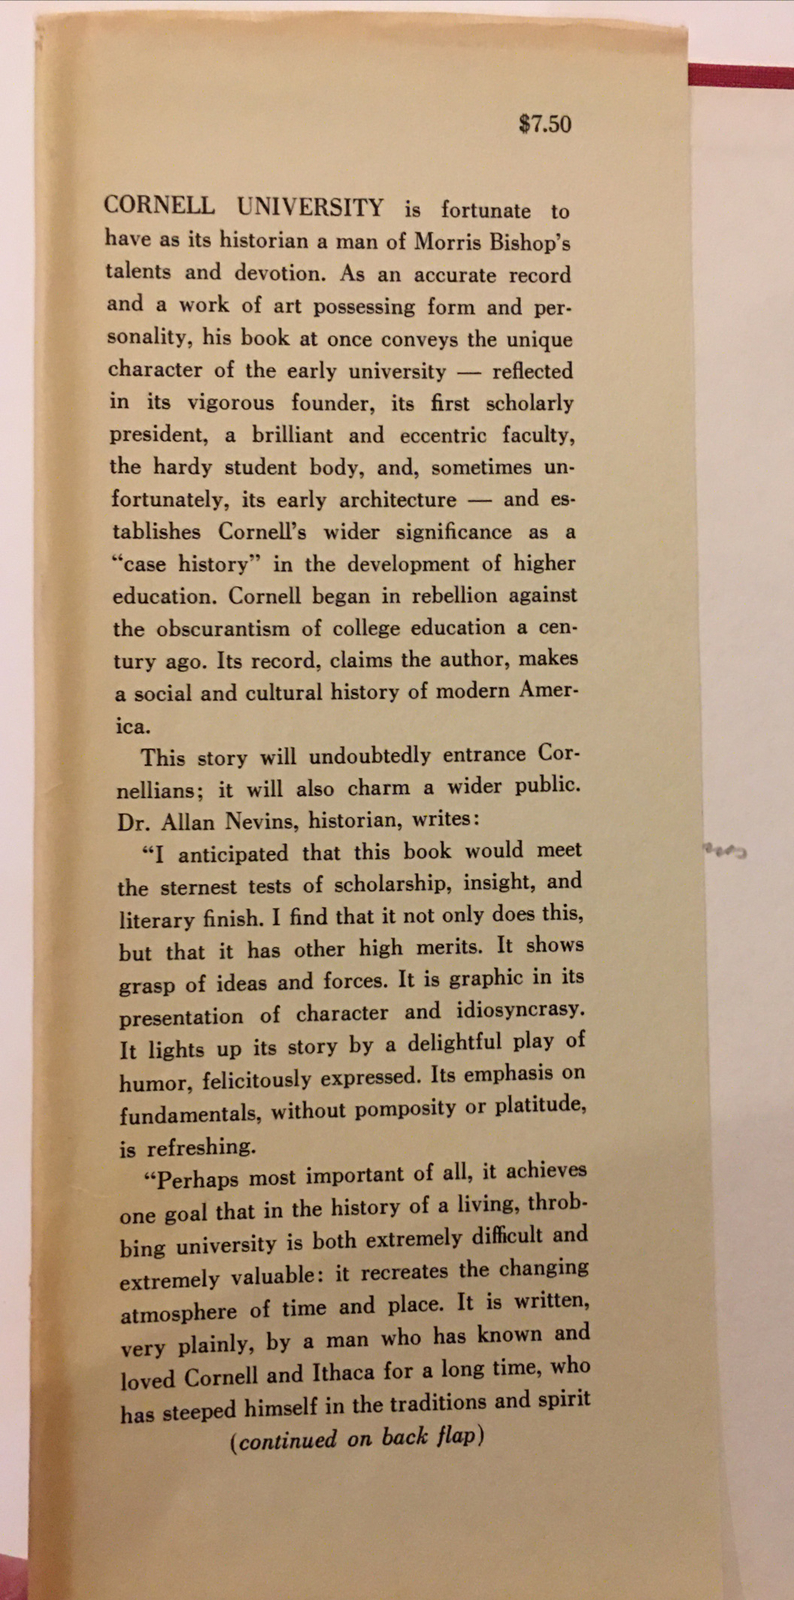 $7.50
CORNELL UNIVERSITY is fortunate to
have as its historian a man of Morris Bishop's
talents and devotion. As an accurate record
and a work of art possessing form and per-
sonality, his book at once conveys the unique
character of the early university — reflected
in its vigorous founder, its first scholarly
president, a brilliant and eccentric faculty,
the hardy student body, and, sometimes un-
fortunately, its early architecture — and es-
tablishes Cornell's wider significance as a
“case history” in the development of higher
education. Cornell began in rebellion against
the obscurantism of college education a cen-
tury ago. Its record, claims the author, makes
a social and cultural history of modern Amer-
ica.
This story will undoubtedly entrance Cor-
nellians; it will also charm a wider public.
Dr. Allan Nevins, historian, writes:
“I anticipated that this book would meet
the sternest tests of scholarship, insight, and
literary finish. I find that it not only does this,
but that it has other high merits. It shows
grasp of ideas and forces. It is graphic in its
presentation of character and idiosyncrasy.
It lights up its story by a delightful play of
humor, felicitously expressed. Its emphasis on
fundamentals, without pomposity or platitude,
is refreshing.
“Perhaps most important of all, it achieves
one goal that in the history of a living, throb-
bing university is both extremely difficult and
extremely valuable: it recreates the changing
atmosphere of time and place. It is written,
very plainly, by a man who has known and
loved Cornell and Ithaca for a long time, who
has steeped himself in the traditions and spirit
(continued on back flap)